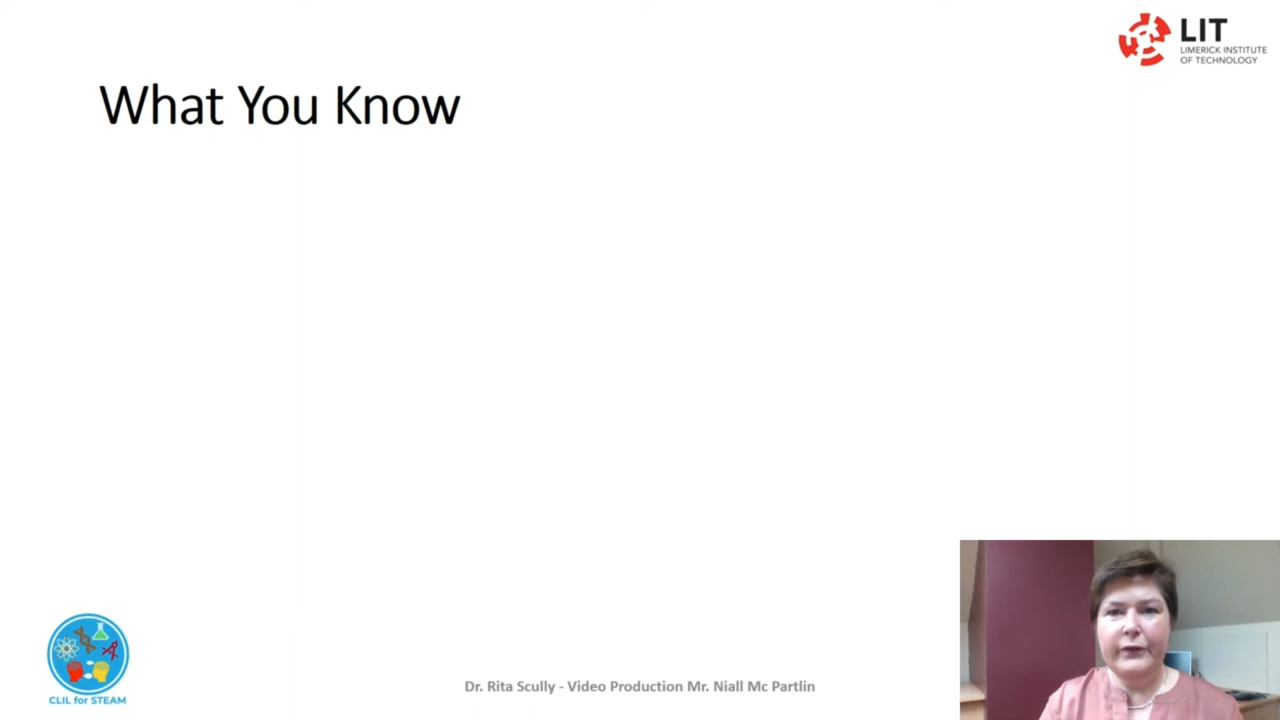 LIT
LIMERICK INSTITUTE
OF TECHNOLOGY
What You Know
CLIL for STEAM
Dr. Rita Scully - Video Production Mr. Niall Mc Partlin